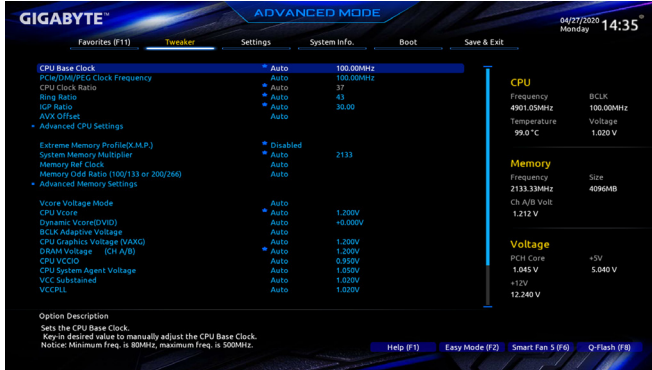 GIGABYTE™
ADVANCED MODE
04/27/2020
Monday
14:35
Favorites (F11) Tweaker Settings System Info. Boot Save & Exit
CPU Base Clock * Auto 100.00MHz
PCIe/DMI/PEG Clock Frequency Auto 100.00MHz
CPU Clock Ratio * Auto 37
Ring Ratio * Auto 43
IGP Ratio * Auto 30.00
AVX Offset Auto
Advanced CPU Settings
Extreme Memory Profile(X.M.P.) * Disabled
System Memory Multiplier * Auto 2133
Memory Ref Clock Auto
Memory Odd Ratio (100/133 or 200/266) Auto
Advanced Memory Settings
Vcore Voltage Mode Auto
CPU Vcore * Auto 1.200V
Dynamic Vcore(DVID) Auto +0.000V
BCLK Adaptive Voltage Auto
CPU Graphics Voltage (VAXG) Auto 1.200V
DRAM Voltage (CH A/B) * Auto 1.200V
CPU VCCIO Auto 0.950V
CPU System Agent Voltage Auto 1.050V
VCC Substained Auto 1.020V
VCCPLL Auto 1.020V
CPU
Frequency BCLK
4901.05MHz 100.00MHz
Temperature Voltage
99.0 °C 1.020 V
Memory
Frequency Size
2133.33MHz 4096MB
Ch A/B Volt
1.212 V
Voltage
PCH Core +5V
1.045 V 5.040 V
+12V
12.240 V
Option Description
Sets the CPU Base Clock.
Key-in desired value to manually adjust the CPU Base Clock.
Notice: Minimum freq. is 80MHz, maximum freq. is 500MHz.
Help (F1) Easy Mode (F2) Smart Fan 5 (F6) Q-Flash (F8)